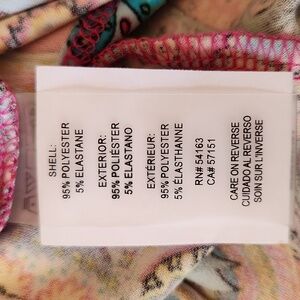 SHELL:
95% POLYESTER
5% ELASTANE
EXTERIOR:
95% POLIÉSTER
5% ELASTANO
EXTÉRIEUR:
95% POLYESTER
5% ÉLASTHANNE
RN# 54163
CA# 57151
CARE ON REVERSE
CUIDADO AL REVERSO
SOIN SUR L'INVERSE